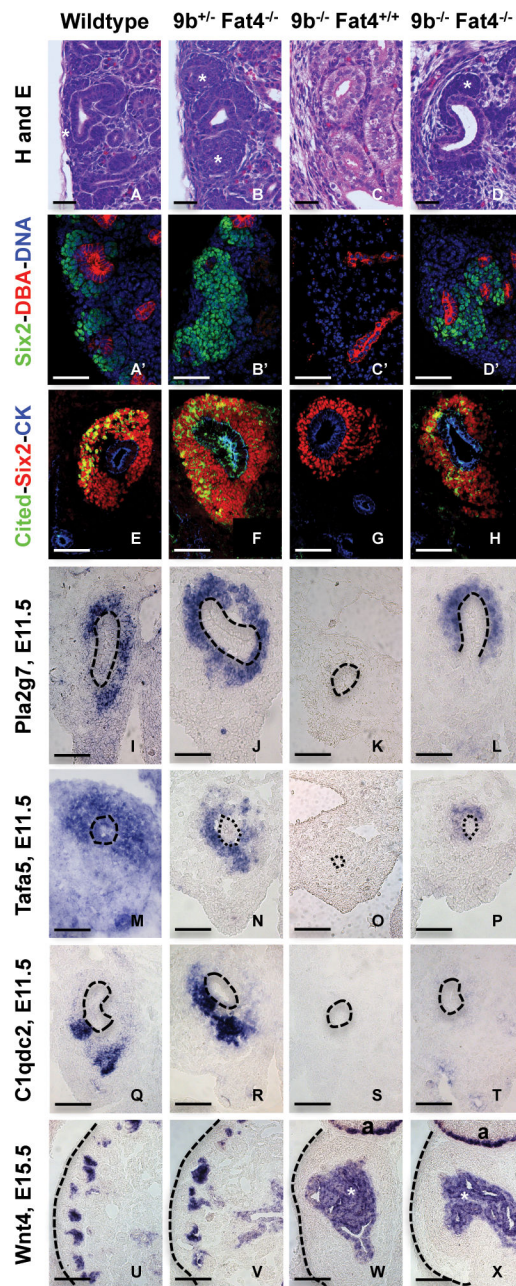 Wildtype 9b+/- Fat4-/- 9b-/- Fat4+/+ 9b-/- Fat4-/-
H and E
* A
* * B
C
* D
Six2-DBA-DNA
A' B' C' D'
Cited-Six2-CK
E F G H
Pla2g7, E11.5
I J K L
Tafa5, E11.5
M N O P
C1qdc2, E11.5
Q R S T
Wnt4, E15.5
U V
a * W
a * X